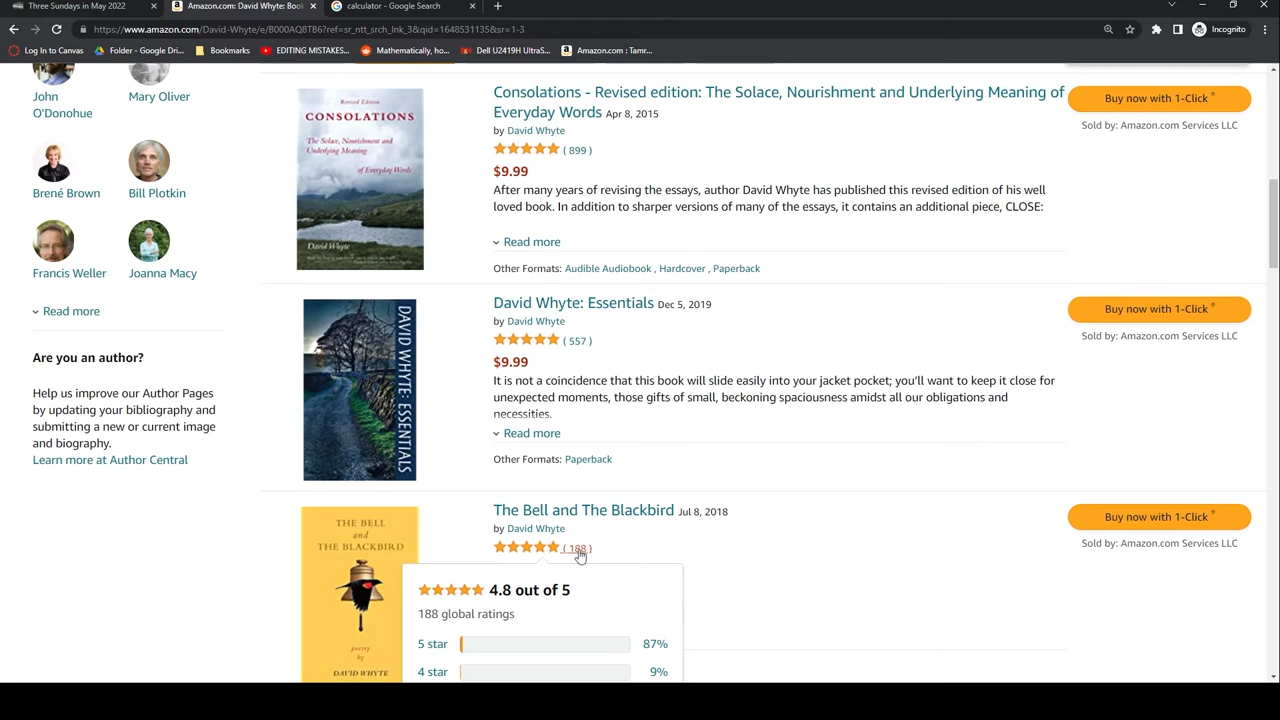 Three Sundays in May 2022
Amazon.com: David Whyte: Boo
calculator - Google Search
https://www.amazon.com/David-Whyte/e/B000AQ8TB6?ref=sr_ntt_srch_lnk_3&qid=1648531135&sr=1-3
Incognito
Log In to Canvas
Folder - Google Dri...
Bookmarks
EDITING MISTAKES...
Mathematically, ho...
Dell U2419H UltraS...
Amazon.com : Tamr...
John
O'Donohue
Mary Oliver
Brené Brown
Bill Plotkin
Francis Weller
Joanna Macy
Read more
Are you an author?
Help us improve our Author Pages
by updating your bibliography and
submitting a new or current image
and biography.
Learn more at Author Central
Revised Edition
CONSOLATIONS
The Solace, Nourishment and
Underlying Meaning
of Everyday Words
David Whyte
Consolations - Revised edition: The Solace, Nourishment and Underlying Meaning of
Everyday Words Apr 8, 2015
by David Whyte
( 899 )
$9.99
After many years of revising the essays, author David Whyte has published this revised edition of his well
loved book. In addition to sharper versions of many of the essays, it contains an additional piece, CLOSE:
Read more
Other Formats: Audible Audiobook , Hardcover , Paperback
Buy now with 1-Click ®
Sold by: Amazon.com Services LLC
DAVID WHYTE: ESSENTIALS
David Whyte: Essentials Dec 5, 2019
by David Whyte
( 557 )
$9.99
It is not a coincidence that this book will slide easily into your jacket pocket; you'll want to keep it close for
unexpected moments, those gifts of small, beckoning spaciousness amidst all our obligations and
necessities.
Read more
Other Formats: Paperback
Buy now with 1-Click ®
Sold by: Amazon.com Services LLC
THE BELL
and
THE BLACKBIRD
poetry
by
DAVID WHYTE
The Bell and The Blackbird Jul 8, 2018
by David Whyte
( 188 )
Buy now with 1-Click ®
Sold by: Amazon.com Services LLC
4.8 out of 5
188 global ratings
5 star 87%
4 star 9%